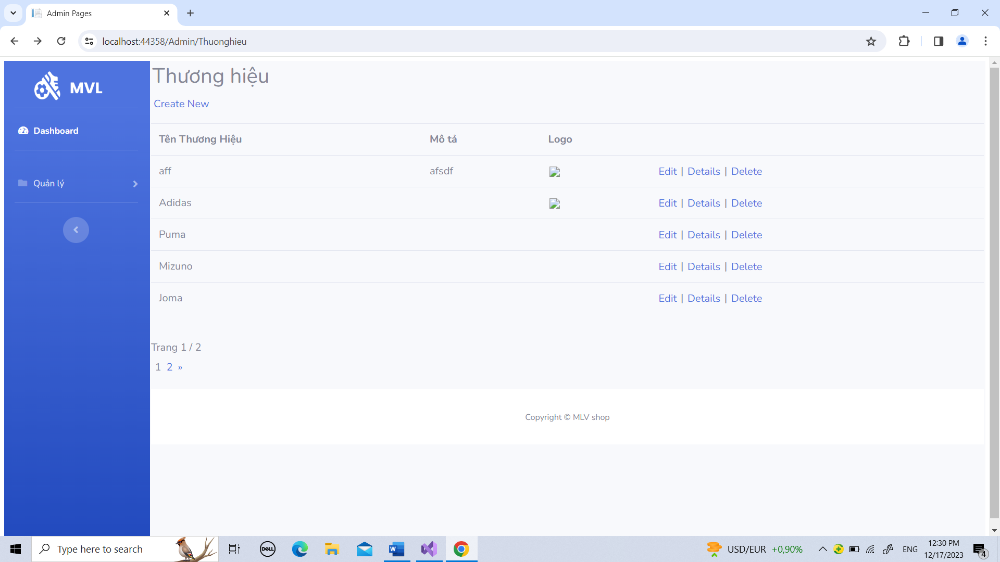 Admin Pages
localhost:44358/Admin/Thuonghieu
MVL
Dashboard
Quản lý
Thương hiệu
Create New
Tên Thương Hiệu Mô tả Logo
aff afsdf Edit | Details | Delete
Adidas Edit | Details | Delete
Puma Edit | Details | Delete
Mizuno Edit | Details | Delete
Joma Edit | Details | Delete
Trang 1 / 2
1 2 »
Copyright © MLV shop
Type here to search
DELL
W
USD/EUR +0,90%
ENG
12:30 PM
12/17/2023
4